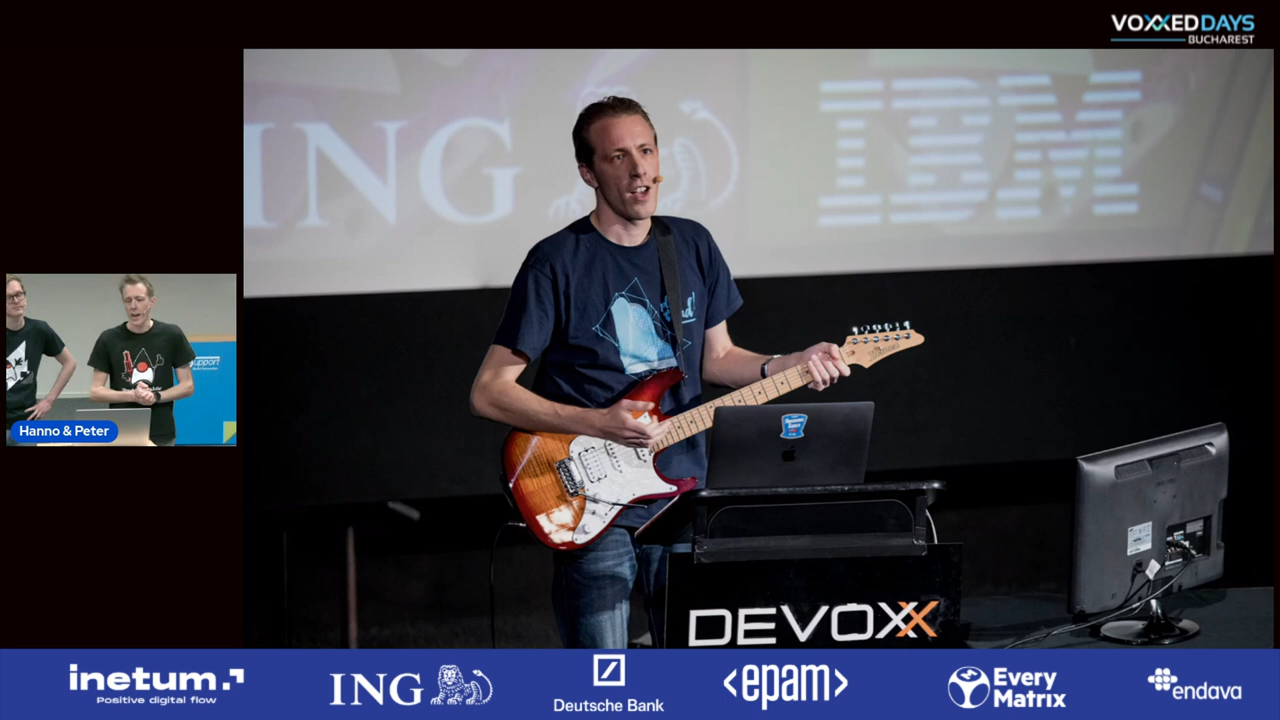 VOXXEDDAYS
BUCHAREST
ING
IBM
Hanno & Peter
DEVOXX
inetum.
Positive digital flow
ING
Deutsche Bank
<epam>
Every
Matrix
endava